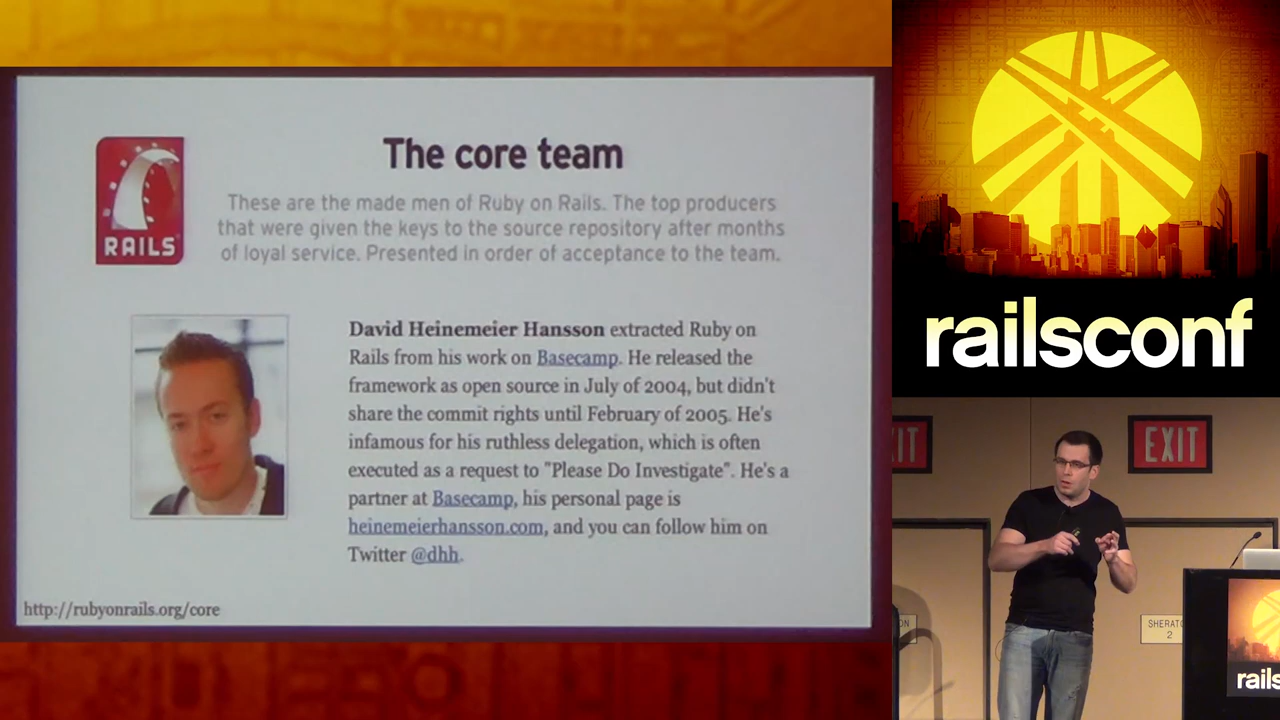 The core team
RAILS
These are the made men of Ruby on Rails. The top producers
that were given the keys to the source repository after months
of loyal service. Presented in order of acceptance to the team.
David Heinemeier Hansson extracted Ruby on
Rails from his work on Basecamp. He released the
framework as open source in July of 2004, but didn't
share the commit rights until February of 2005. He's
infamous for his ruthless delegation, which is often
executed as a request to "Please Do Investigate". He's a
partner at Basecamp, his personal page is
heinemeierhansson.com, and you can follow him on
Twitter @dhh.
http://rubyonrails.org/core
railsconf
XIT
EXIT
ON
SHERATO
2
rails